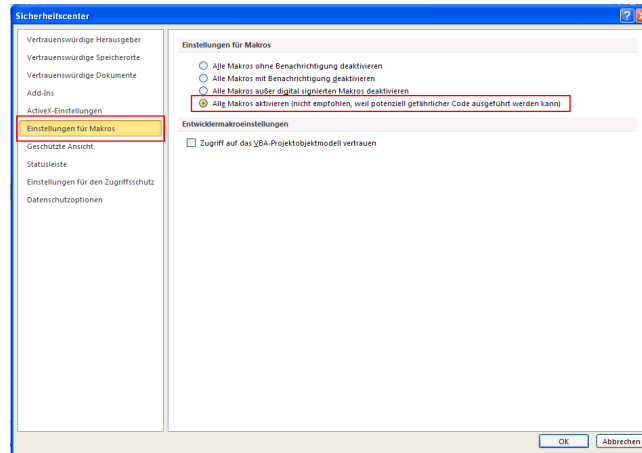 Sicherheitscenter
Vertrauenswürdige Herausgeber
Vertrauenswürdige Speicherorte
Vertrauenswürdige Dokumente
Add-Ins
ActiveX-Einstellungen
Einstellungen für Makros
Geschützte Ansicht
Statusleiste
Einstellungen für den Zugriffsschutz
Datenschutzoptionen
Einstellungen für Makros
Alle Makros ohne Benachrichtigung deaktivieren
Alle Makros mit Benachrichtigung deaktivieren
Alle Makros außer digital signierten Makros deaktivieren
Alle Makros aktivieren (nicht empfohlen, weil potenziell gefährlicher Code ausgeführt werden kann)
Entwicklermakroeinstellungen
Zugriff auf das VBA-Projektobjektmodell vertrauen
OK
Abbrechen